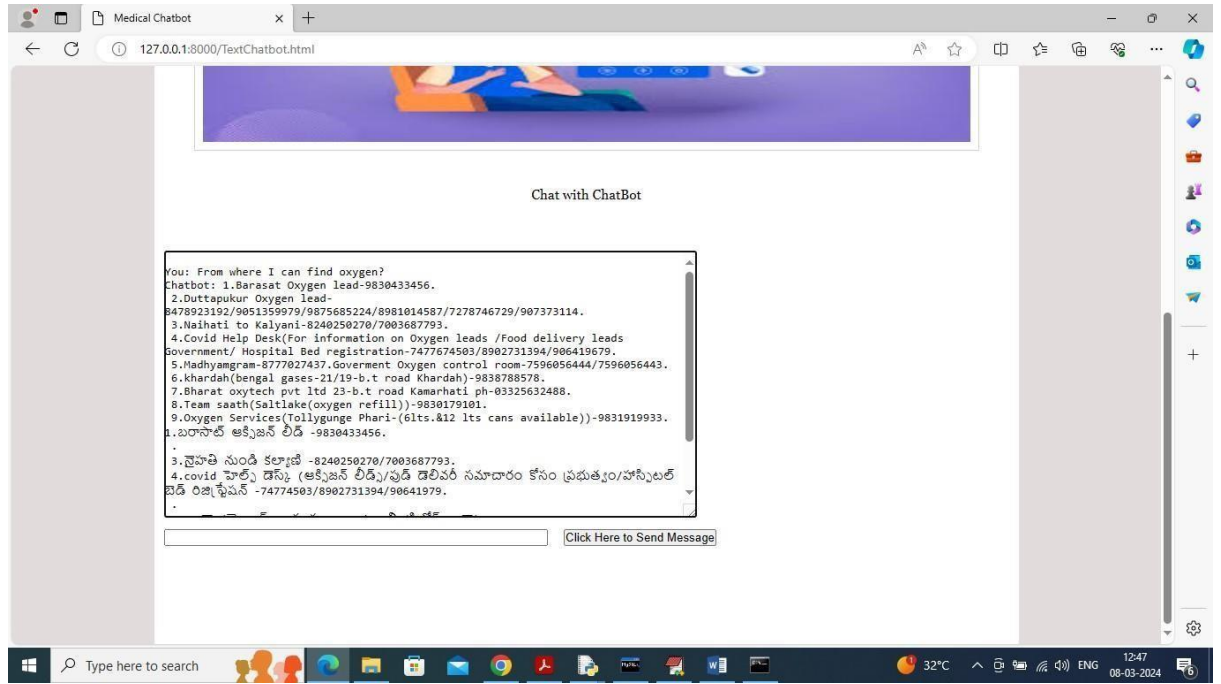 Medical Chatbot
127.0.0.1:8000/TextChatbot.html
Chat with ChatBot
You: From where I can find oxygen?
Chatbot: 1.Barasat Oxygen lead-9830433456.
2.Duttapukur Oxygen lead-
8478923192/9051359979/9875685224/8981014587/7278746729/907373114.
3.Naihati to Kalyani-8240250270/7003687793.
4.Covid Help Desk(For information on Oxygen leads /Food delivery leads
Government/ Hospital Bed registration-7477674503/8902731394/906419679.
5.Madhyamgram-8777027437.Goverment Oxygen control room-7596056444/7596056443.
6.khardah(bengal gases-21/19-b.t road Khardah)-9838788578.
7.Bharat oxytech pvt ltd 23-b.t road Kamarhati ph-03325632488.
8.Team saath(Saltlake(oxygen refill))-9830179101.
9.Oxygen Services(Tollygunge Phari-(6lts.&12 lts cans available))-9831919933.
1.బరాసాట్ ఆక్సిజన్ లీడ్ -9830433456.
.
3.నైహతి నుండి కల్యాణి -8240250270/7003687793.
4.covid హెల్ప్ డెస్క్ (ఆక్సిజన్ లీడ్స్/ఫుడ్ డెలివరీ సమాచారం కోసం ప్రభుత్వం/హాస్పిటల్
బెడ్ రిజిస్ట్రేషన్ -74774503/8902731394/90641979.
.
Click Here to Send Message
Type here to search
32°C
ENG
12:47
08-03-2024
6